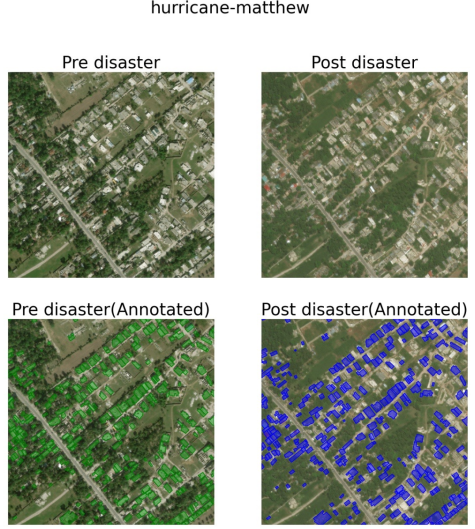 hurricane-matthew
Pre disaster
Post disaster
Pre disaster(Annotated)
Post disaster(Annotated)